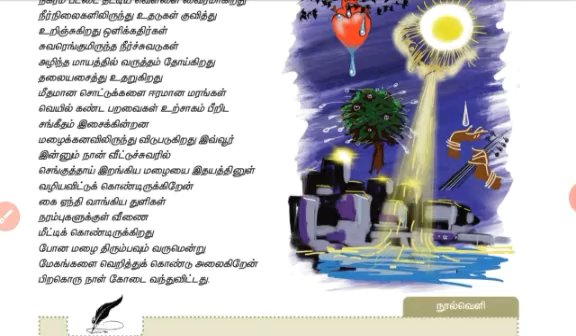 நீர்நிலைகளிலிருந்து உதடுகள் குவித்து
உறிஞ்சுகிறது ஒளிக்கதிர்கள்
சுவரெங்குமிருந்த நீர்ச்சுவடுகள்
அழிந்த மாயத்தில் வருத்தம் தோய்கிறது
தலையசைத்து உதறுகிறது
மீதமான சொட்டுக்களை ஈரமான மரங்கள்
வெயில் கண்ட பறவைகள் உற்சாகம் பீறிட
சங்கீதம் இசைக்கின்றன
மழைக்கனவிலிருந்து விடுபடுகிறது இவ்வூர்
இன்னும் நான் வீட்டுச்சுவரில்
செங்குத்தாய் இறங்கிய மழையை இதயத்தினுள்
வழியவிட்டுக் கொண்டிருக்கிறேன்
கை ஏந்தி வாங்கிய துளிகள்
நரம்புகளுக்குள் வீணை
மீட்டிக் கொண்டிருக்கிறது
போன மழை திரும்பவும் வருமென்று
மேகங்களை வெறித்துக் கொண்டு அலைகிறேன்
பிறகொரு நாள் கோடை வந்துவிட்டது.
நூல்வெளி